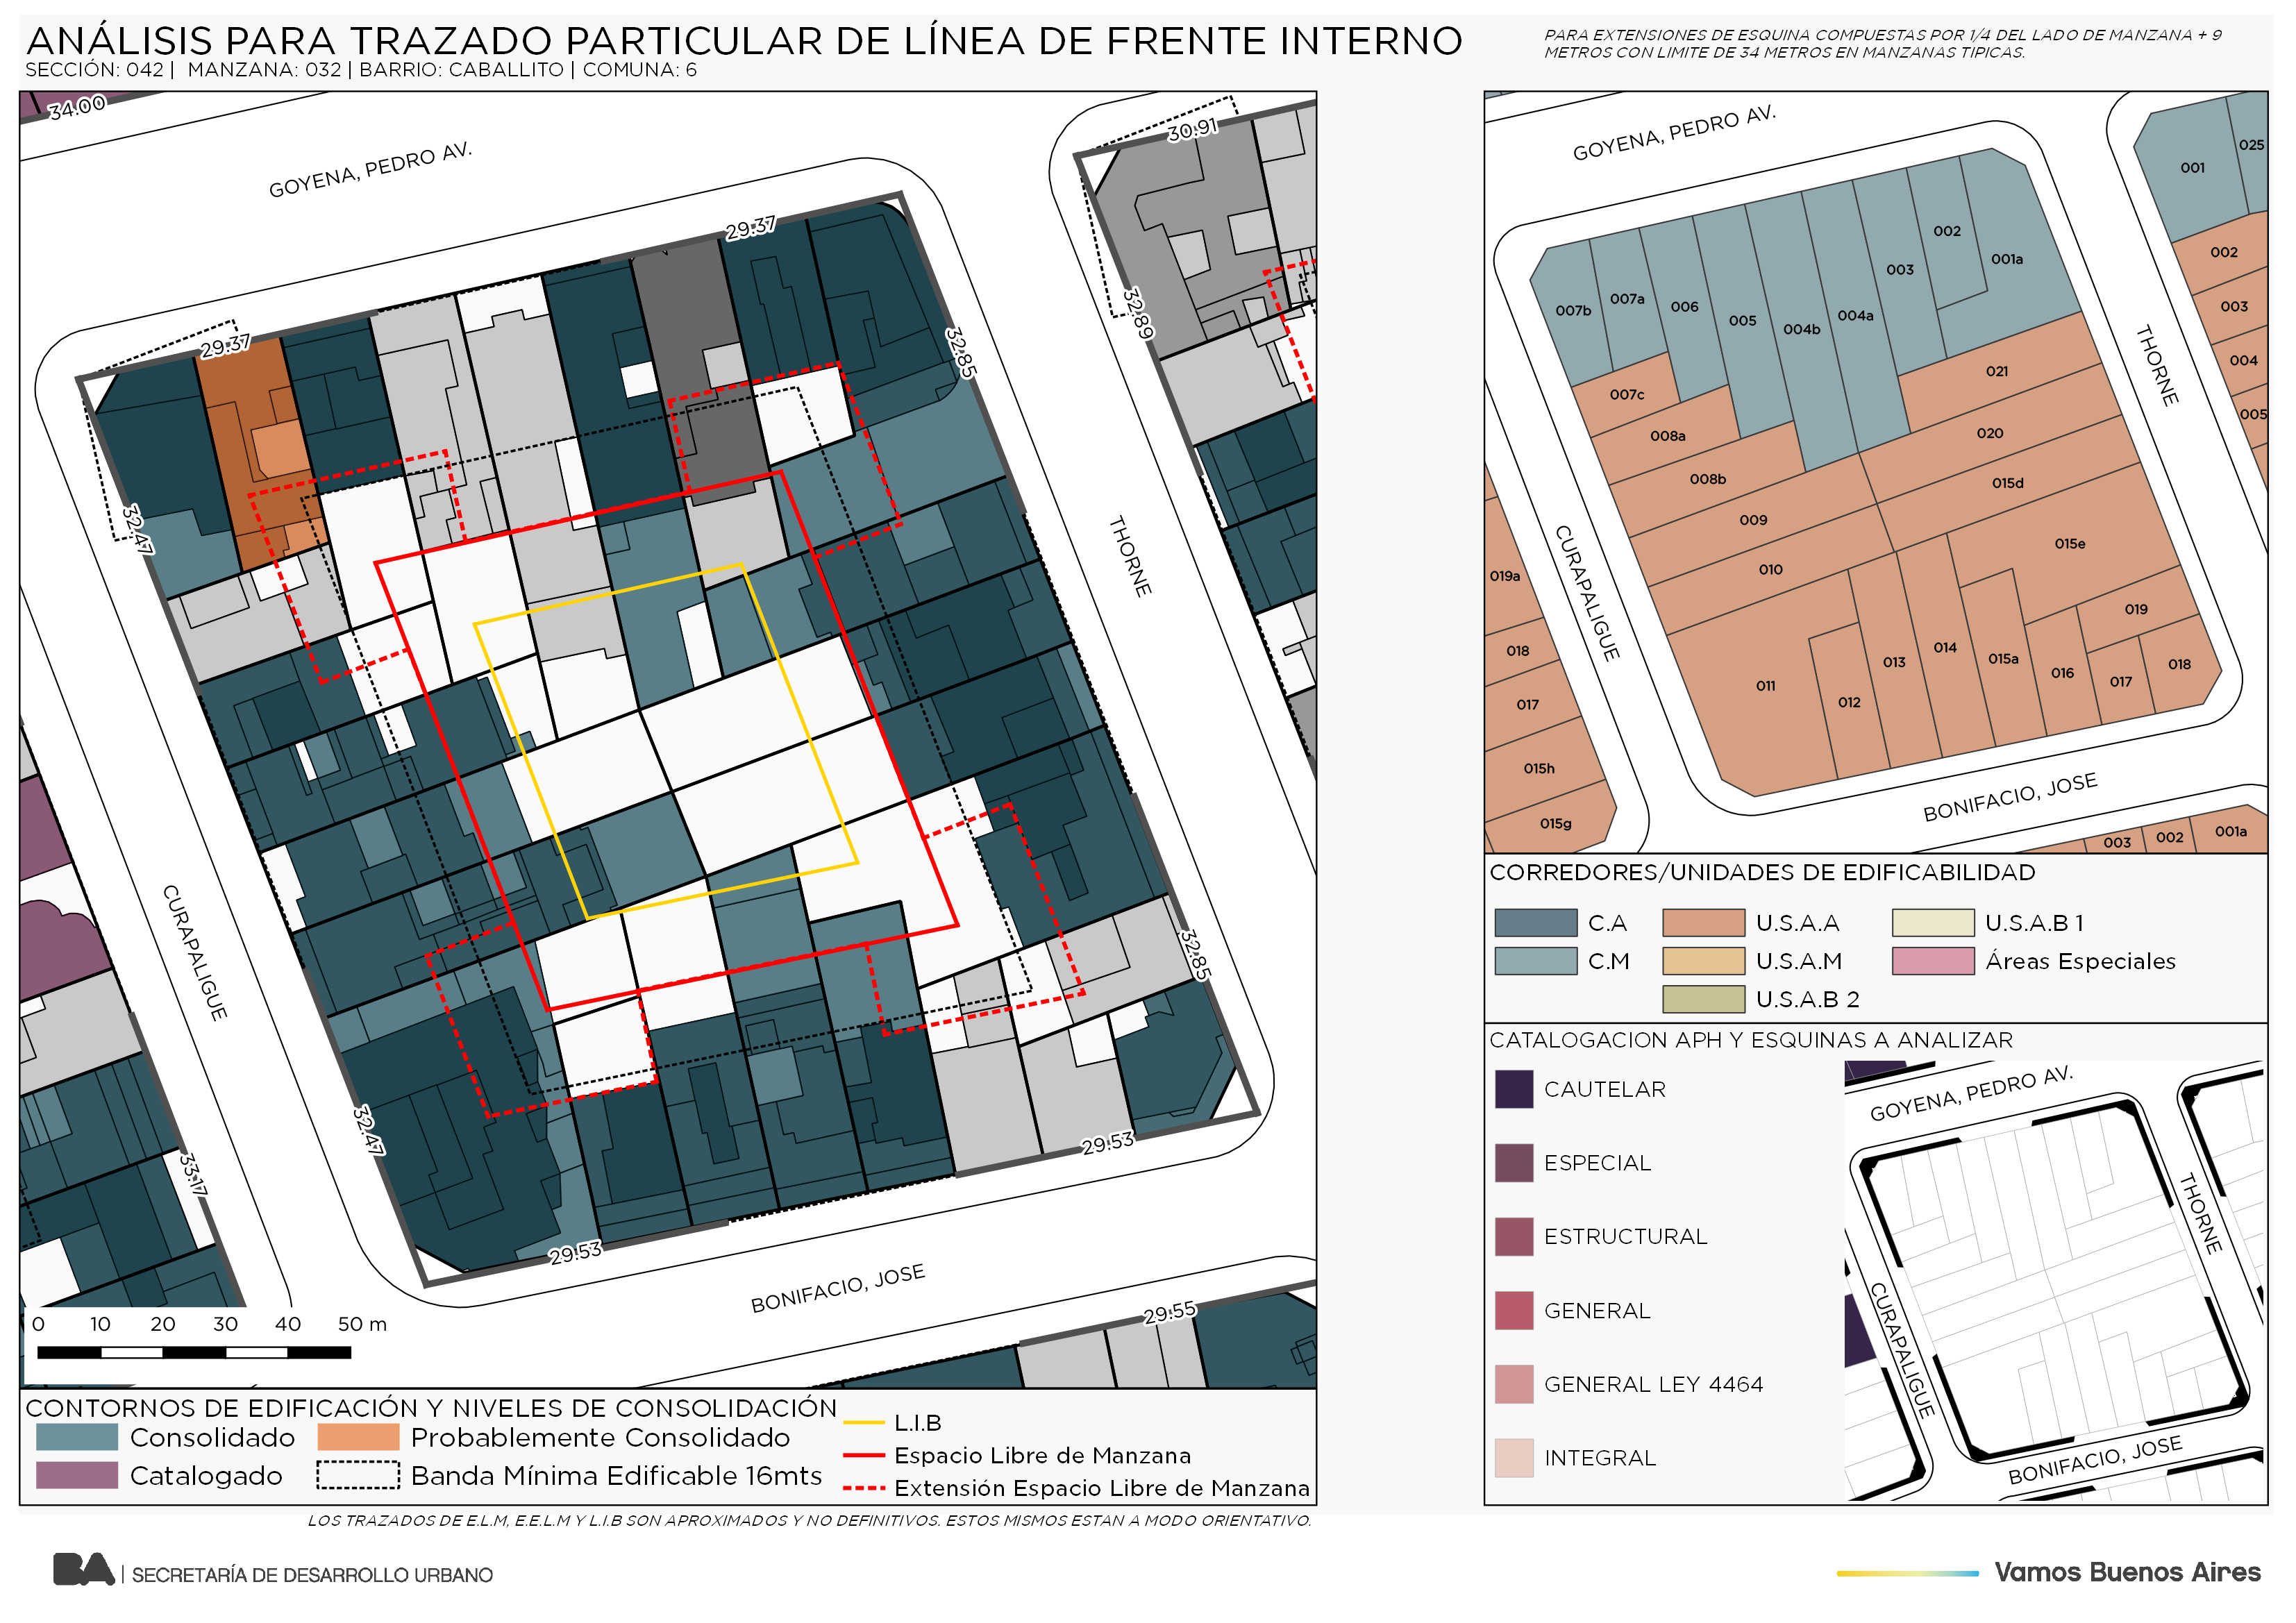 ANÁLISIS PARA TRAZADO PARTICULAR DE LÍNEA DE FRENTE INTERNO
SECCIÓN: 042 | MANZANA: 032 | BARRIO: CABALLITO | COMUNA: 6
PARA EXTENSIONES DE ESQUINA COMPUESTAS POR 1/4 DEL LADO DE MANZANA + 9
METROS CON LIMITE DE 34 METROS EN MANZANAS TIPICAS.
34.00
GOYENA, PEDRO AV.
30.91
29.37
29.37
32.89
32.85
32.47
THORNE
CURAPALIGUE
32.85
32.47
33.17
29.53
29.53
BONIFACIO, JOSE
29.55
0 10 20 30 40 50 m
CONTORNOS DE EDIFICACIÓN Y NIVELES DE CONSOLIDACIÓN
Consolidado
Probablemente Consolidado
Catalogado
Banda Mínima Edificable 16mts
L.I.B
Espacio Libre de Manzana
Extensión Espacio Libre de Manzana
LOS TRAZADOS DE E.L.M, E.E.L.M Y L.I.B SON APROXIMADOS Y NO DEFINITIVOS. ESTOS MISMOS ESTAN A MODO ORIENTATIVO.
GOYENA, PEDRO AV.
001
025
002
003
004
005
007b
007a
006
005
004b
004a
003
002
001a
021
007c
008a
008b
009
010
020
015d
015e
011
012
013
014
015a
016
017
018
019
019a
018
017
015h
015g
THORNE
CURAPALIGUE
BONIFACIO, JOSE
003
002
001a
CORREDORES/UNIDADES DE EDIFICABILIDAD
C.A
U.S.A.A
U.S.A.B 1
C.M
U.S.A.M
Áreas Especiales
U.S.A.B 2
CATALOGACION APH Y ESQUINAS A ANALIZAR
CAUTELAR
ESPECIAL
ESTRUCTURAL
GENERAL
GENERAL LEY 4464
INTEGRAL
GOYENA, PEDRO AV.
THORNE
CURAPALIGUE
BONIFACIO, JOSE
BA | SECRETARÍA DE DESARROLLO URBANO
Vamos Buenos Aires